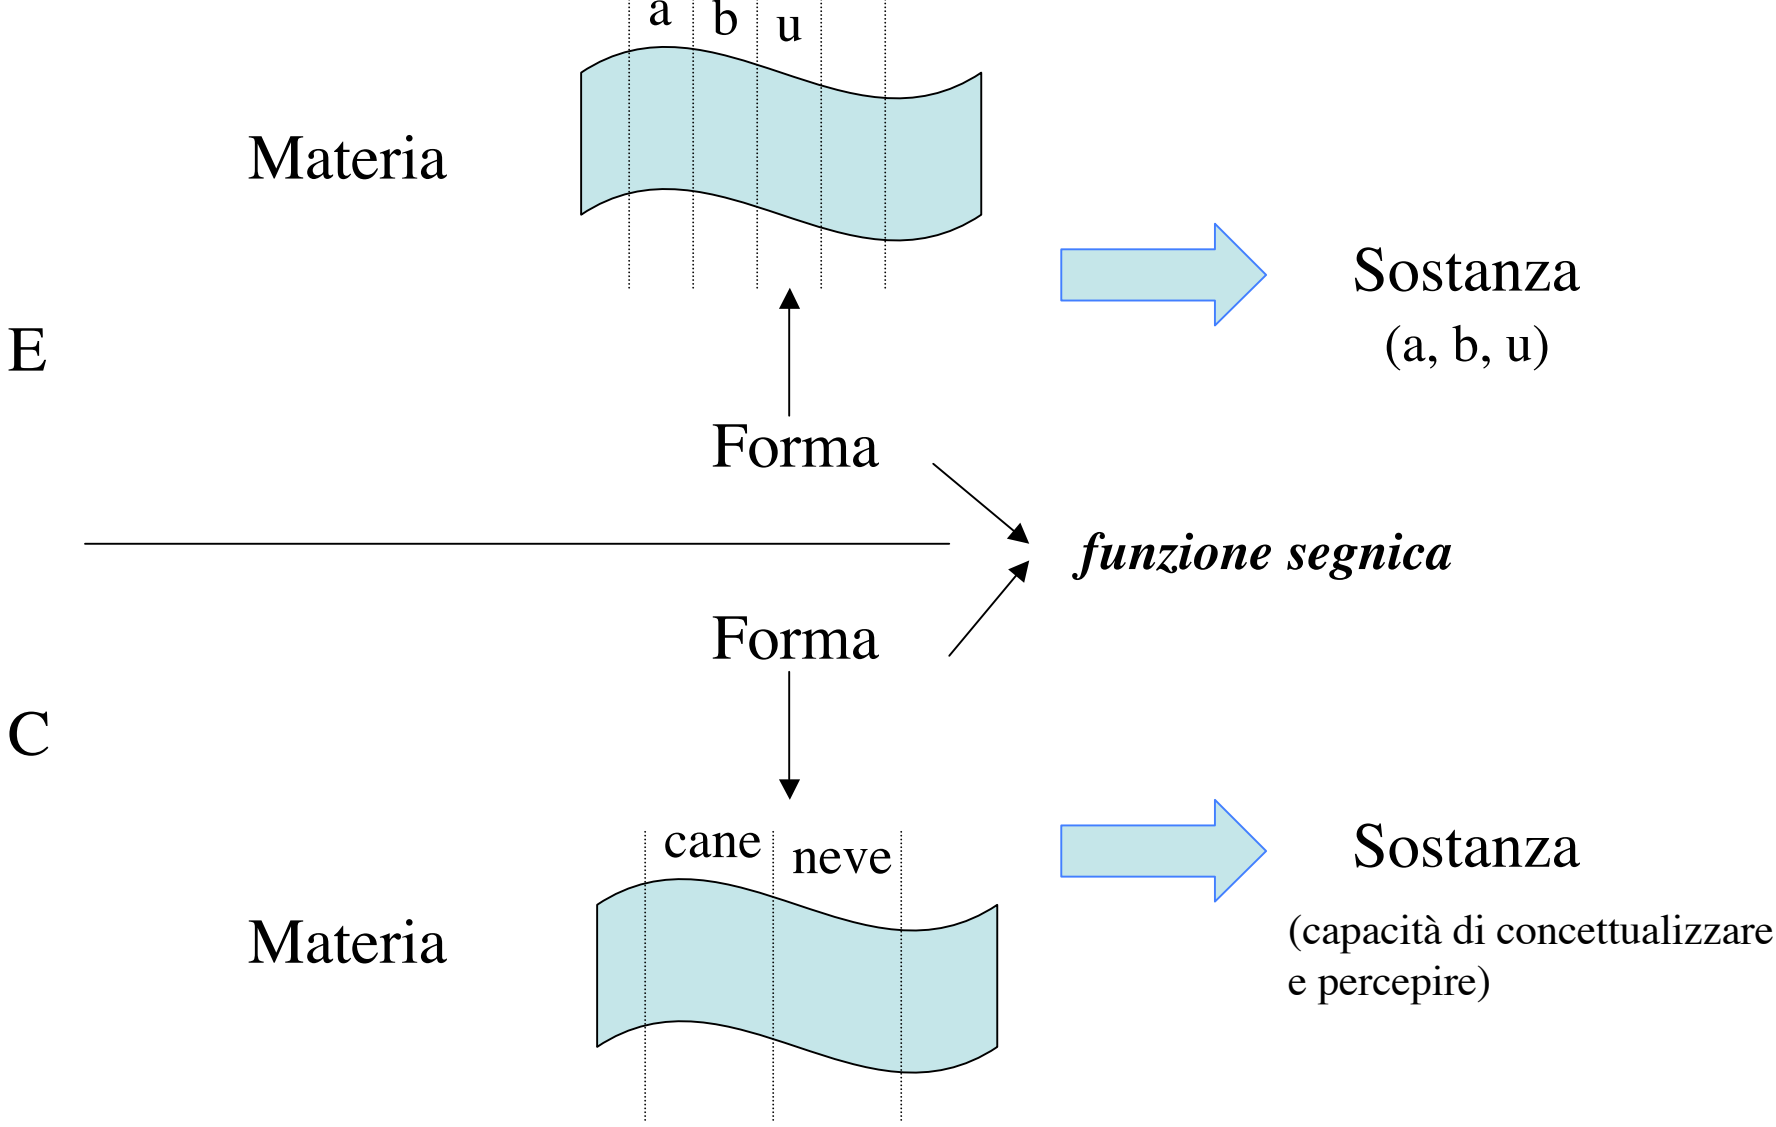 a b u
Materia
Sostanza
(a, b, u)
E
Forma
funzione segnica
Forma
C
cane neve
Sostanza
Materia
(capacità di concettualizzare
e percepire)